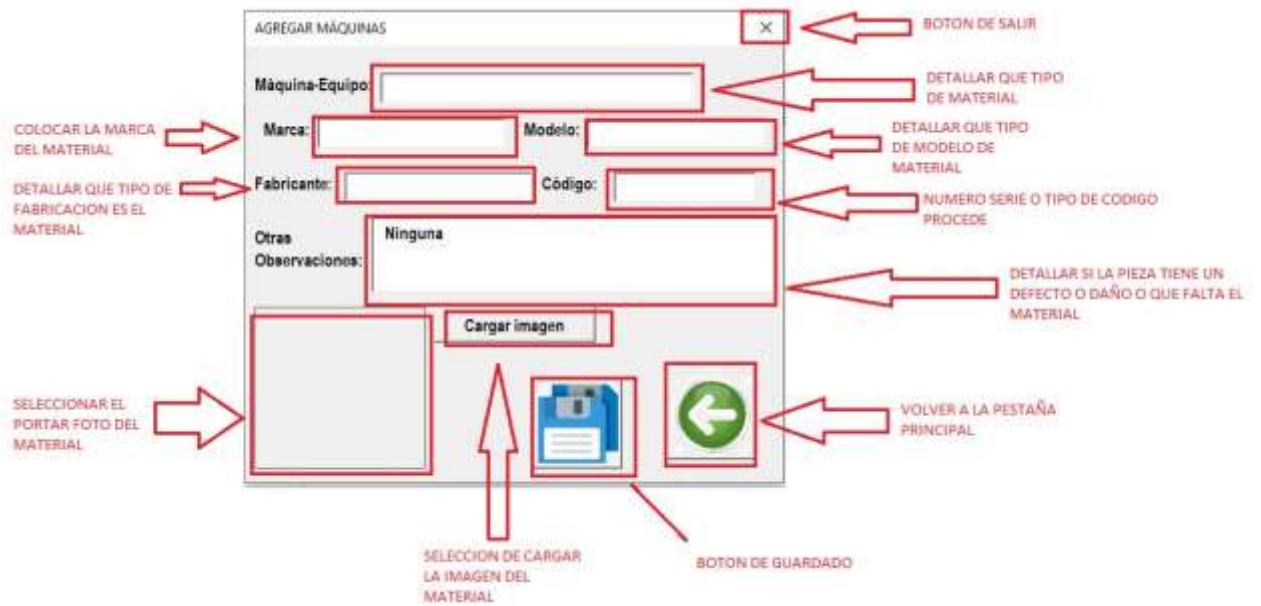 AGREGAR MÁQUINAS
BOTON DE SALIR
Máquina-Equipo:
DETALLAR QUE TIPO
DE MATERIAL
COLOCAR LA MARCA
DEL MATERIAL
Marca:
Modelo:
DETALLAR QUE TIPO
DE MODELO DE
MATERIAL
DETALLAR QUE TIPO DE
FABRICACION ES EL
MATERIAL
Fabricante:
Código:
NUMERO SERIE O TIPO DE CODIGO
PROCEDE
Otras
Observaciones:
Ninguna
DETALLAR SI LA PIEZA TIENE UN
DEFECTO O DAÑO O QUE FALTA EL
MATERIAL
Cargar imagen
SELECCIONAR EL
PORTAR FOTO DEL
MATERIAL
VOLVER A LA PESTAÑA
PRINCIPAL
SELECCION DE CARGAR
LA IMAGEN DEL
MATERIAL
BOTON DE GUARDADO